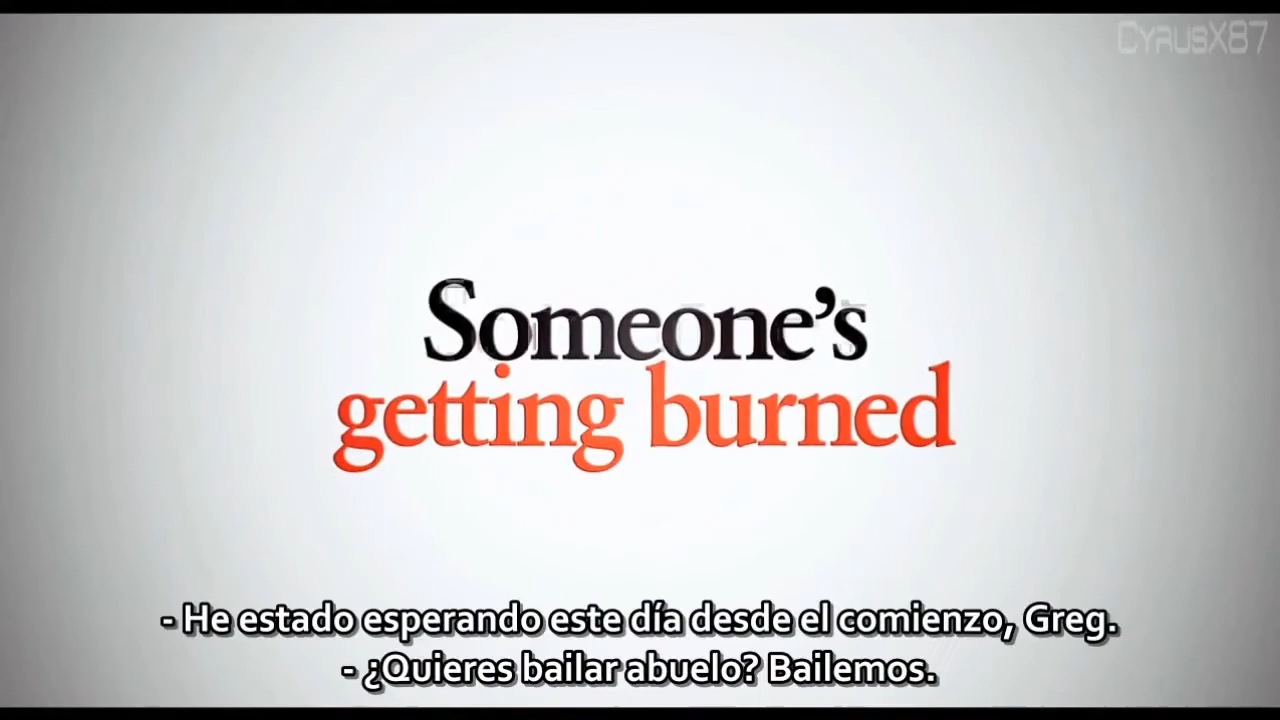 CyrusX87
Someone's
getting burned
- He estado esperando este día desde el comienzo, Greg.
- ¿Quieres bailar abuelo? Bailemos.